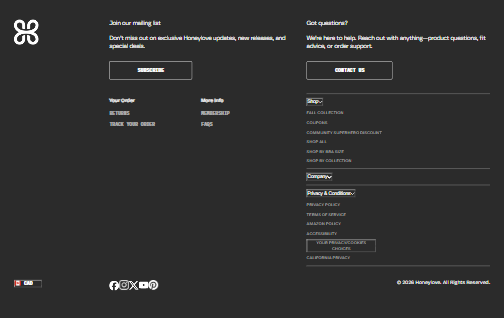 Join our mailing list
Don't miss out on exclusive Honeylove updates, new releases, and
special deals.
SUBSCRIBE
Your Order
RETURNS
TRACK YOUR ORDER
More Info
MEMBERSHIP
FAQS
Got questions?
We're here to help. Reach out with anything—product questions, fit
advice, or order support.
CONTACT US
Shop
FULL COLLECTION
COUPONS
COMMUNITY SUPERHERO DISCOUNT
SHOP ALL
SHOP BY BRA SIZE
SHOP BY COLLECTION
Company
Privacy & Conditions
PRIVACY POLICY
TERMS OF SERVICE
AMAZON POLICY
ACCESSIBILITY
YOUR PRIVACY/COOKIES
CHOICES
CALIFORNIA PRIVACY
CAD
© 2026 Honeylove. All Rights Reserved.